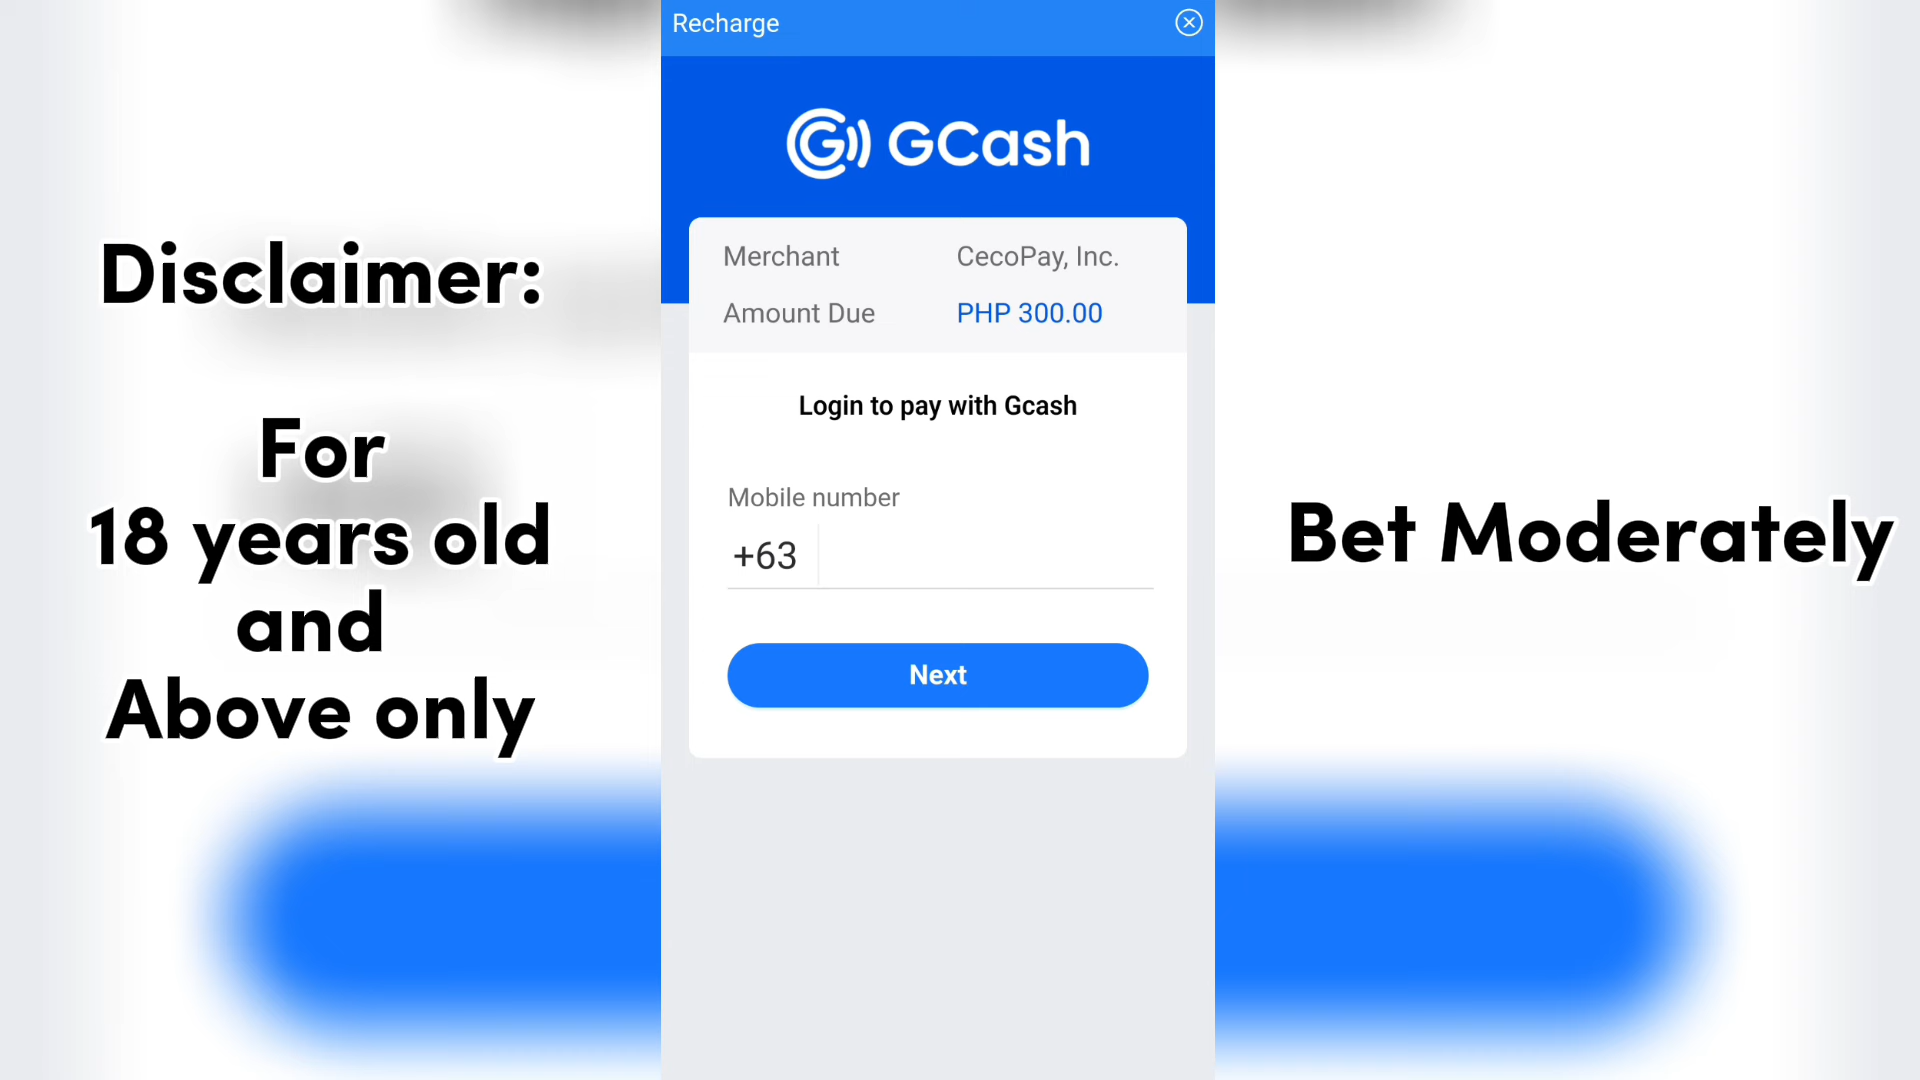 Recharge
GCash
Merchant CecoPay, Inc.
Amount Due PHP 300.00
Login to pay with Gcash
Mobile number
+63
Next
Disclaimer:
For
18 years old
and
Above only
Bet Moderately